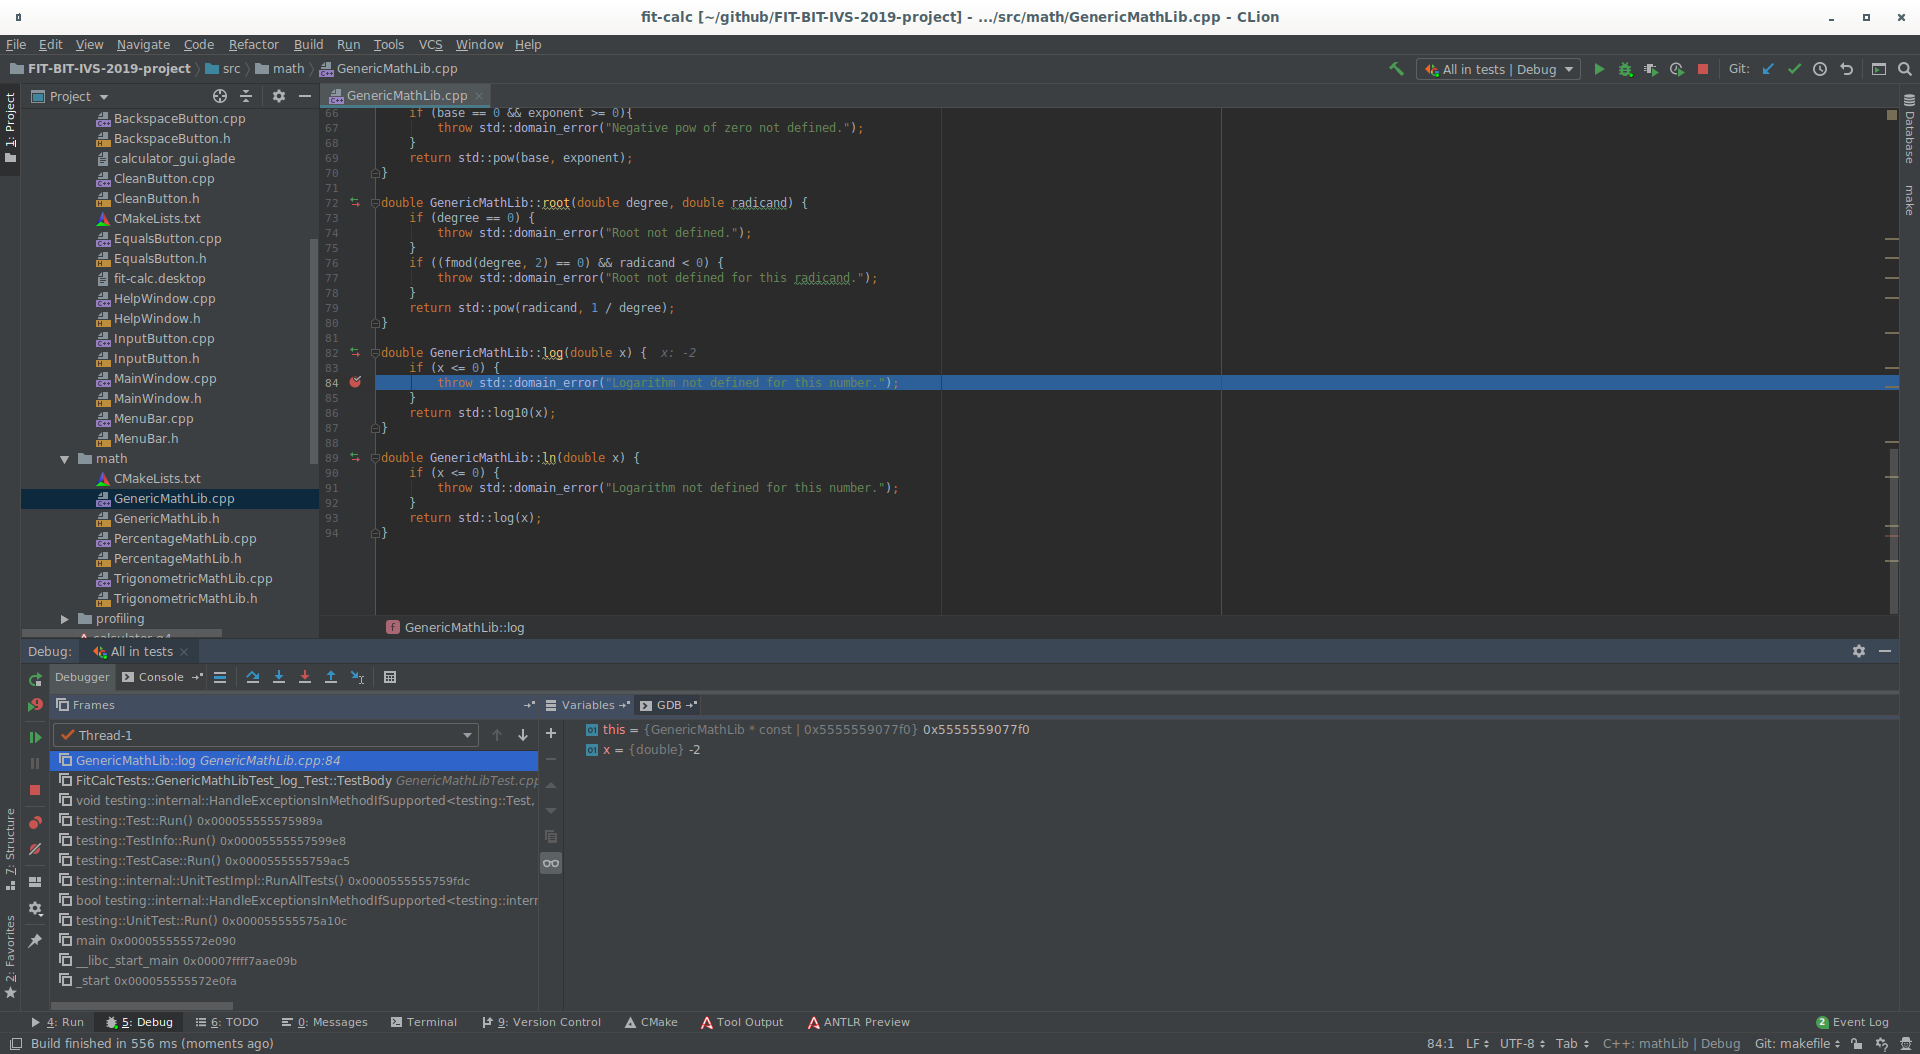 fit-calc [~/github/FIT-BIT-IVS-2019-project] - .../src/math/GenericMathLib.cpp - CLion
File Edit View Navigate Code Refactor Build Run Tools VCS Window Help
FIT-BIT-IVS-2019-project src math GenericMathLib.cpp All in tests | Debug Git:
1: Project
Project
BackspaceButton.cpp
BackspaceButton.h
calculator_gui.glade
CleanButton.cpp
CleanButton.h
CMakeLists.txt
EqualsButton.cpp
EqualsButton.h
fit-calc.desktop
HelpWindow.cpp
HelpWindow.h
InputButton.cpp
InputButton.h
MainWindow.cpp
MainWindow.h
MenuBar.cpp
MenuBar.h
math
CMakeLists.txt
GenericMathLib.cpp
GenericMathLib.h
PercentageMathLib.cpp
PercentageMathLib.h
TrigonometricMathLib.cpp
TrigonometricMathLib.h
profiling
calculator.g4
GenericMathLib.cpp
66 if (base == 0 && exponent >= 0){
67 throw std::domain_error("Negative pow of zero not defined.");
68 }
69 return std::pow(base, exponent);
70 }
71
72 double GenericMathLib::root(double degree, double radicand) {
73 if (degree == 0) {
74 throw std::domain_error("Root not defined.");
75 }
76 if ((fmod(degree, 2) == 0) && radicand < 0) {
77 throw std::domain_error("Root not defined for this radicand.");
78 }
79 return std::pow(radicand, 1 / degree);
80 }
81
82 double GenericMathLib::log(double x) { x: -2
83 if (x <= 0) {
84 throw std::domain_error("Logarithm not defined for this number.");
85 }
86 return std::log10(x);
87 }
88
89 double GenericMathLib::ln(double x) {
90 if (x <= 0) {
91 throw std::domain_error("Logarithm not defined for this number.");
92 }
93 return std::log(x);
94 }
GenericMathLib::log
Database
make
Debug: All in tests
Debugger Console
Frames
Variables GDB
Thread-1
GenericMathLib::log GenericMathLib.cpp:84
FitCalcTests::GenericMathLibTest_log_Test::TestBody GenericMathLibTest.cpp
void testing::internal::HandleExceptionsInMethodIfSupported<testing::Test,
testing::Test::Run() 0x000055555575989a
testing::TestInfo::Run() 0x00005555557599e8
testing::TestCase::Run() 0x0000555555759ac5
testing::internal::UnitTestImpl::RunAllTests() 0x0000555555759fdc
bool testing::internal::HandleExceptionsInMethodIfSupported<testing::intern
testing::UnitTest::Run() 0x000055555575a10c
main 0x000055555572e090
__libc_start_main 0x00007ffff7aae09b
_start 0x000055555572e0fa
this = {GenericMathLib * const | 0x5555559077f0} 0x5555559077f0
x = {double} -2
7: Structure
2: Favorites
4: Run 5: Debug 6: TODO 0: Messages Terminal 9: Version Control CMake Tool Output ANTLR Preview 2 Event Log
Build finished in 556 ms (moments ago) 84:1 LF UTF-8 Tab C++: mathLib | Debug Git: makefile